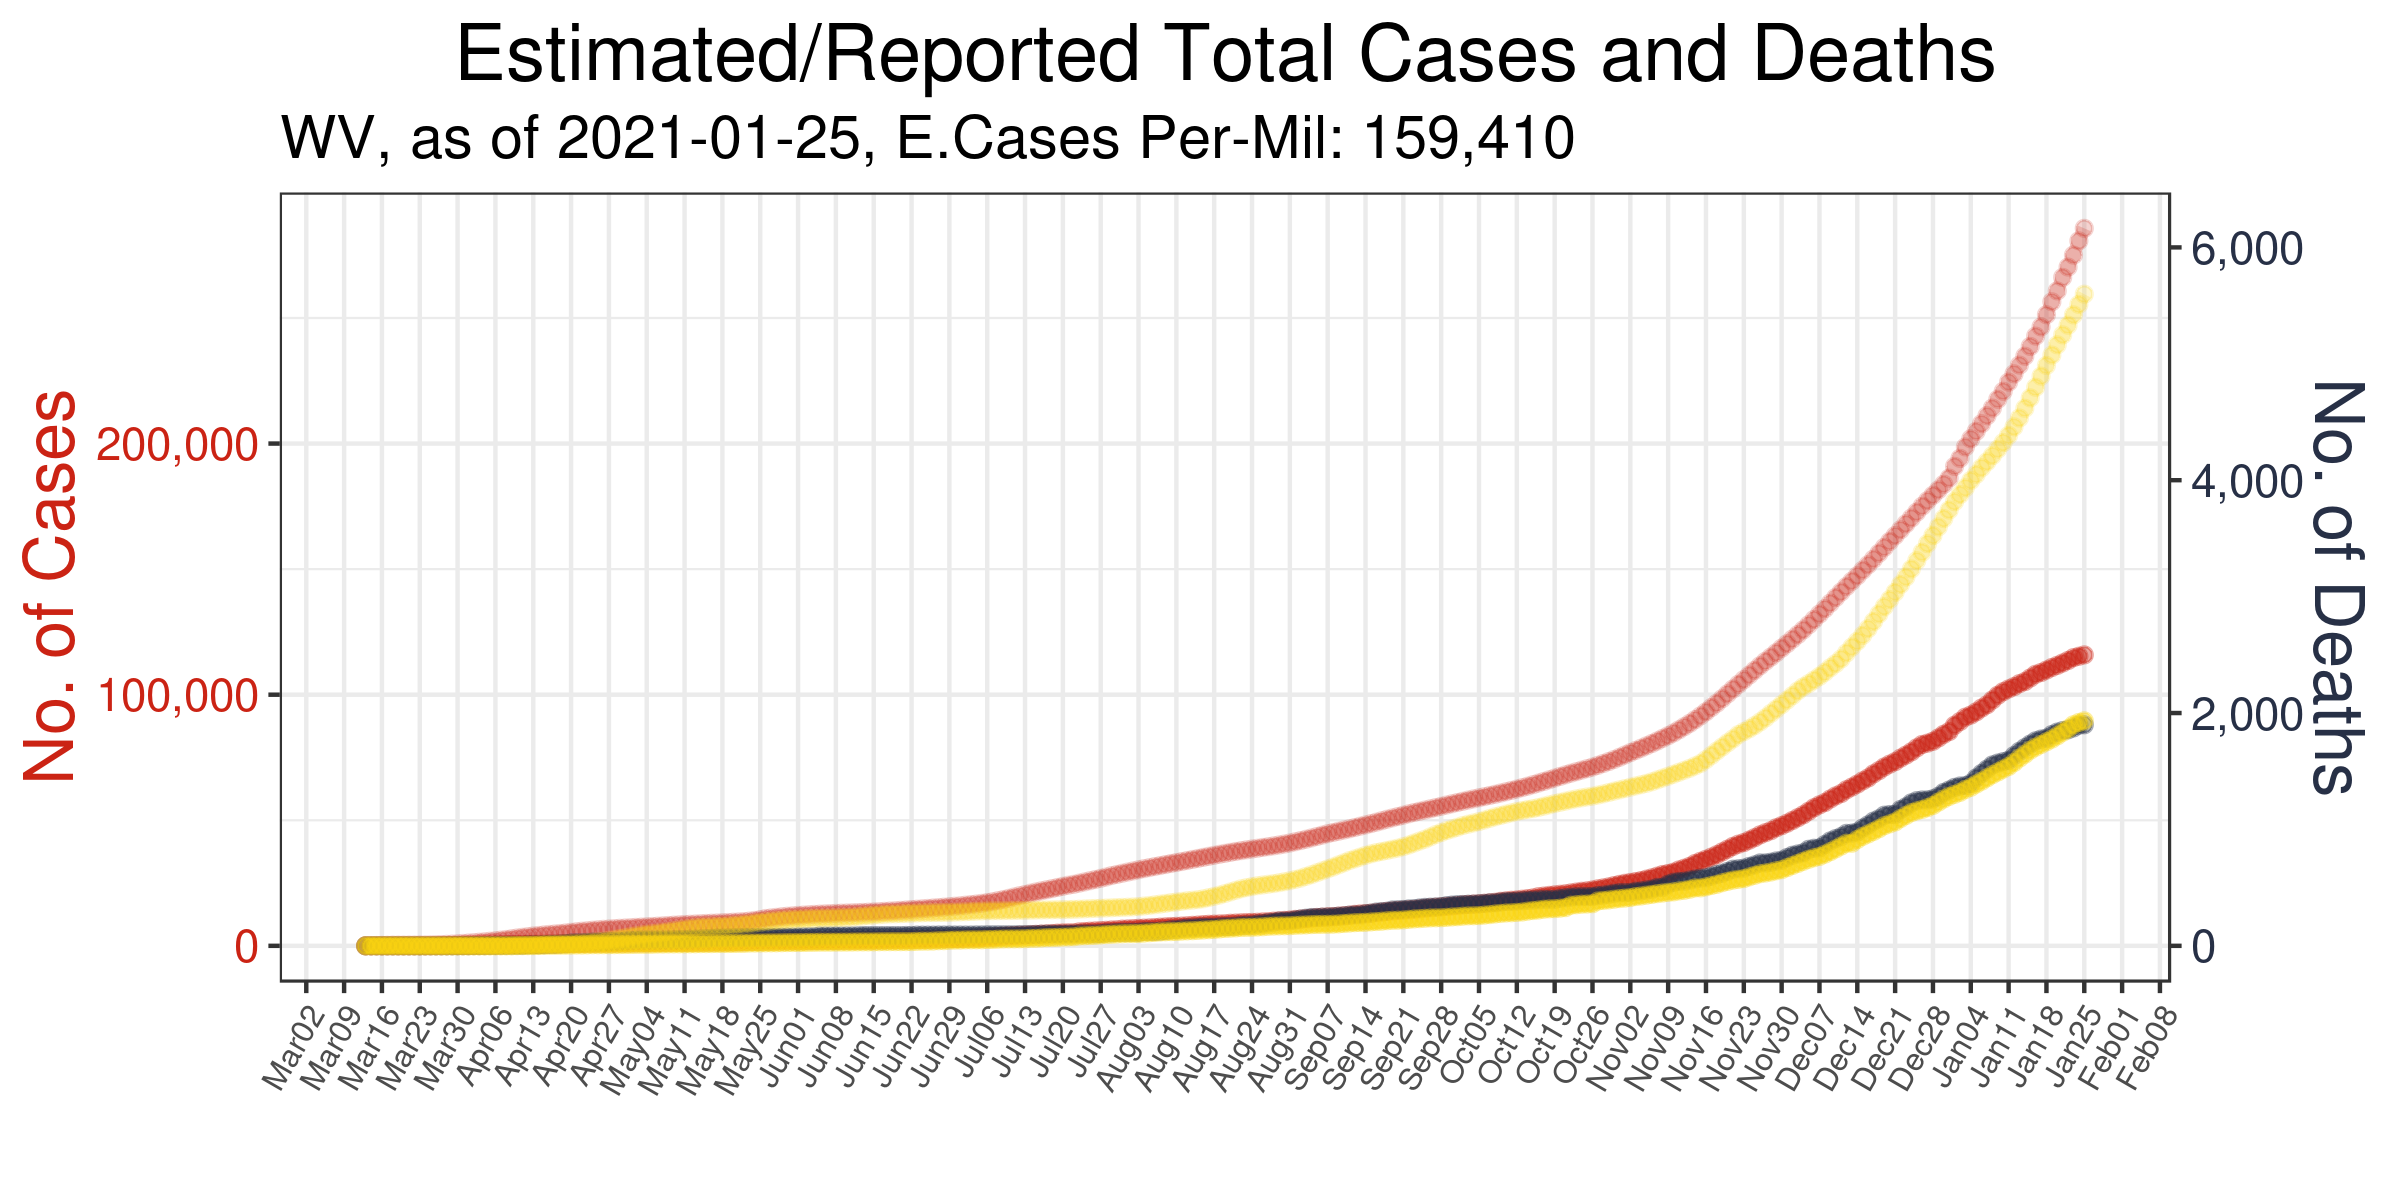 Estimated/Reported Total Cases and Deaths
WV, as of 2021-01-25, E.Cases Per-Mil: 159,410
No. of Cases
200,000
100,000
0
6,000
4,000
2,000
0
No. of Deaths
Mar02 Mar09 Mar16 Mar23 Mar30 Apr06 Apr13 Apr20 Apr27 May04 May11 May18 May25 Jun01 Jun08 Jun15 Jun22 Jun29 Jul06 Jul13 Jul20 Jul27 Aug03 Aug10 Aug17 Aug24 Aug31 Sep07 Sep14 Sep21 Sep28 Oct05 Oct12 Oct19 Oct26 Nov02 Nov09 Nov16 Nov23 Nov30 Dec07 Dec14 Dec21 Dec28 Dec04 Jan11 Jan18 Jan18 Jan25 Feb01 Feb08